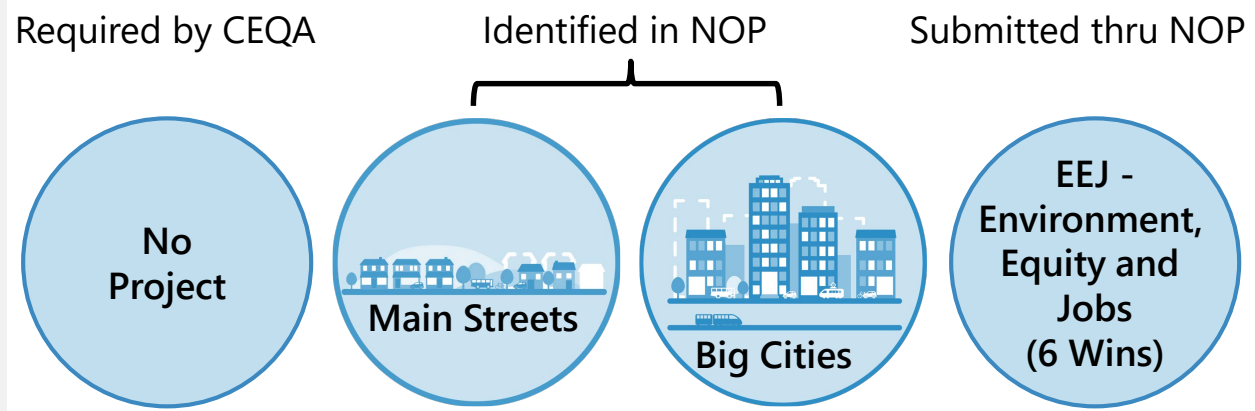 Required by CEQA
Identified in NOP
Submitted thru NOP
No
Project
Main Streets
Big Cities
EEJ -
Environment,
Equity and
Jobs
(6 Wins)